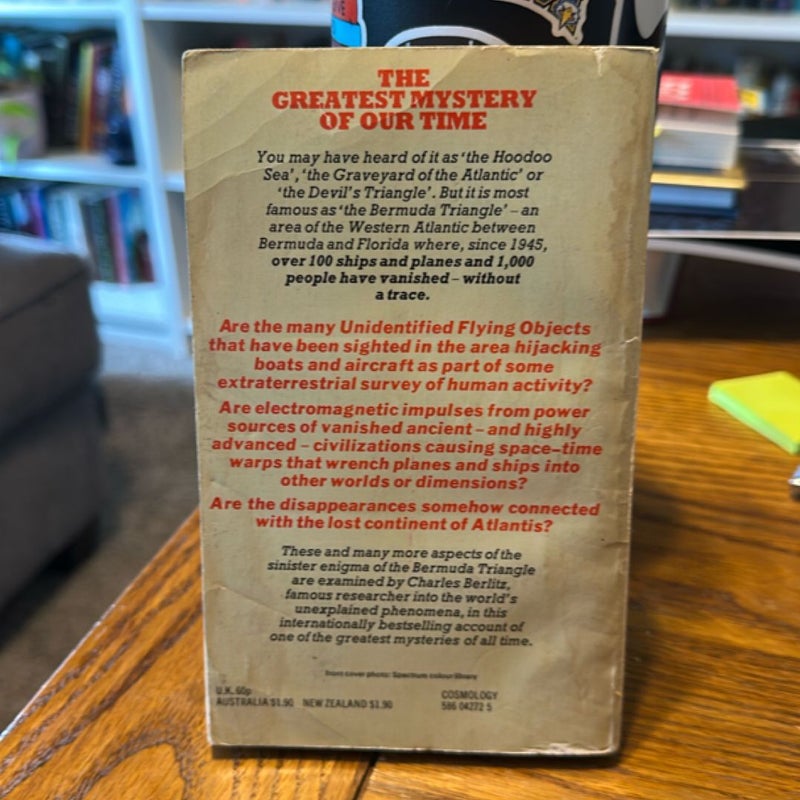 THE
GREATEST MYSTERY
OF OUR TIME
You may have heard of it as 'the Hoodoo
Sea', 'the Graveyard of the Atlantic' or
'the Devil's Triangle'. But it is most
famous as 'the Bermuda Triangle' – an
area of the Western Atlantic between
Bermuda and Florida where, since 1945,
over 100 ships and planes and 1,000
people have vanished – without
a trace.
Are the many Unidentified Flying Objects
that have been sighted in the area hijacking
boats and aircraft as part of some
extraterrestrial survey of human activity?
Are electromagnetic impulses from power
sources of vanished ancient – and highly
advanced – civilizations causing space–time
warps that wrench planes and ships into
other worlds or dimensions?
Are the disappearances somehow connected
with the lost continent of Atlantis?
These and many more aspects of the
sinister enigma of the Bermuda Triangle
are examined by Charles Berlitz,
famous researcher into the world's
unexplained phenomena, in this
internationally bestselling account of
one of the greatest mysteries of all time.
front cover photo: Spectrum colour library
U.K. 60p
AUSTRALIA $1.90 NEW ZEALAND $1.90
COSMOLOGY
586 04272 5